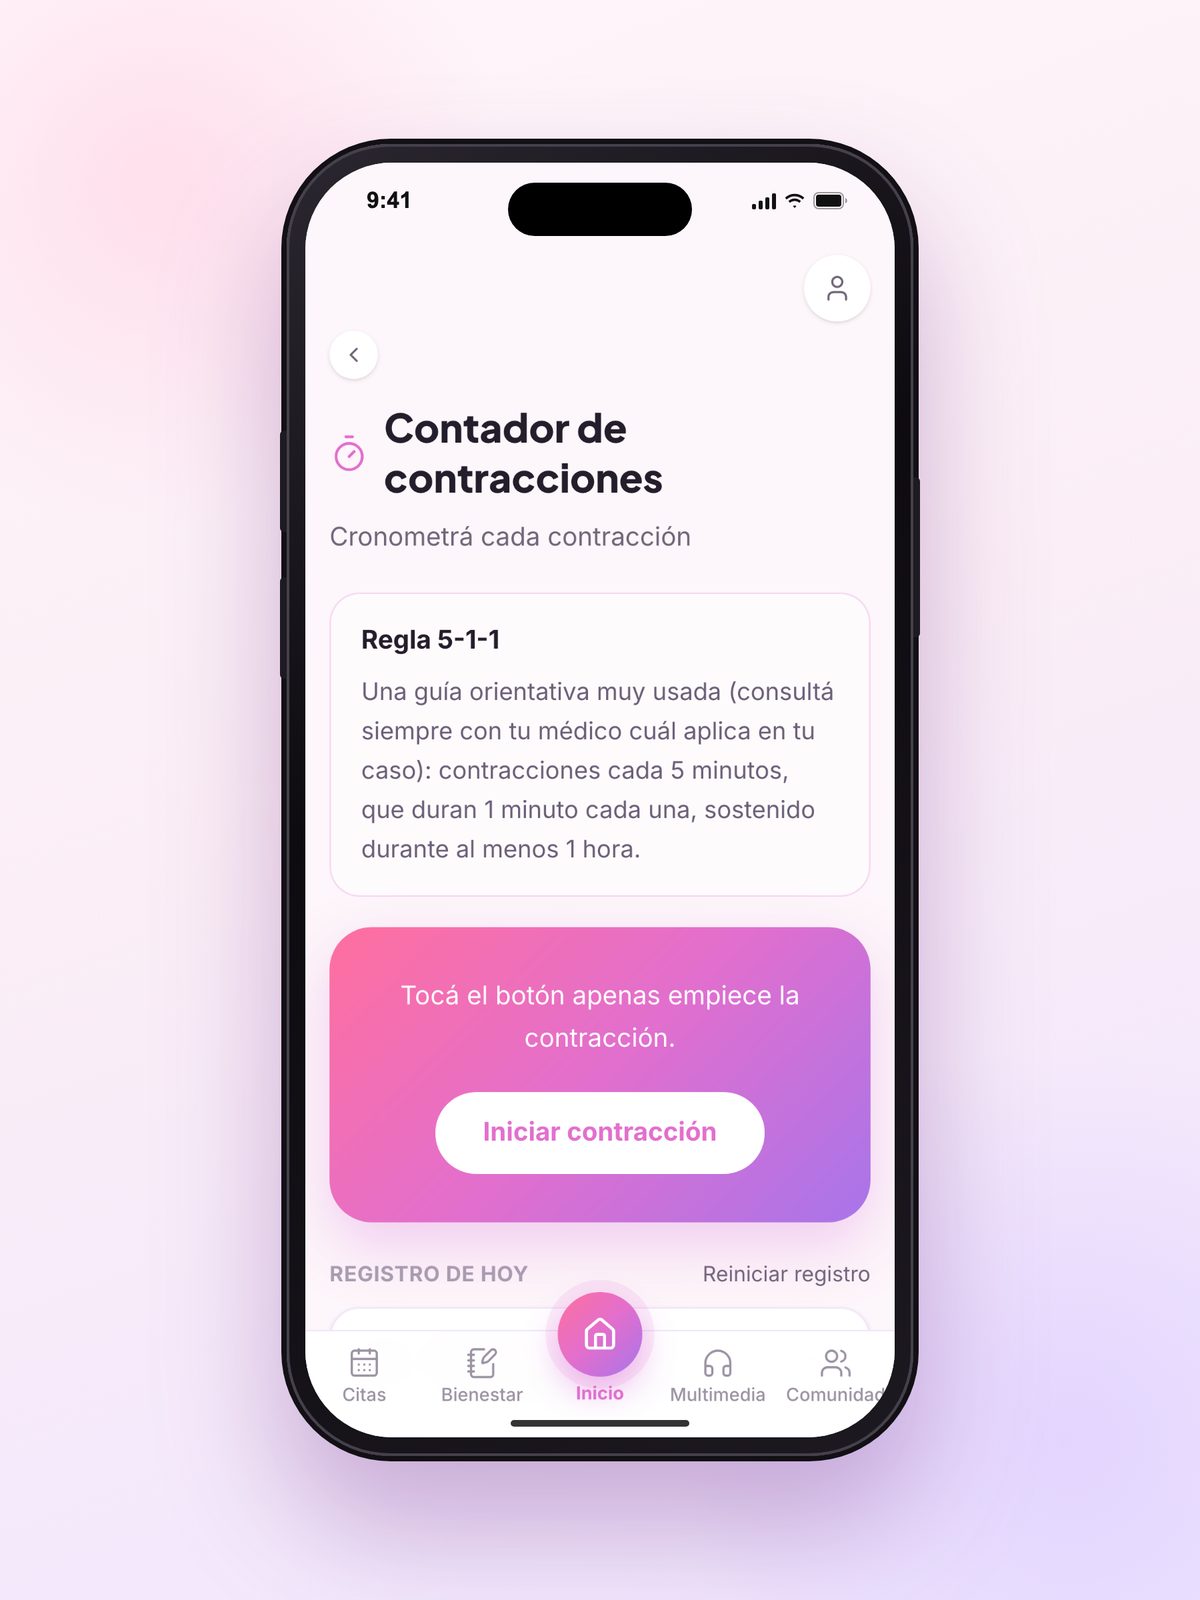 9:41
Contador de
contracciones
Cronometrá cada contracción
Regla 5-1-1
Una guía orientativa muy usada (consultá
siempre con tu médico cuál aplica en tu
caso): contracciones cada 5 minutos,
que duran 1 minuto cada una, sostenido
durante al menos 1 hora.
Tocá el botón apenas empiece la
contracción.
Iniciar contracción
REGISTRO DE HOY
Reiniciar registro
Citas
Bienestar
Inicio
Multimedia
Comunidad